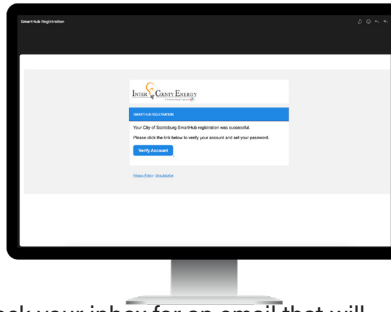 SmartHub Registration
INTER COUNTY ENERGY
SMARTHUB REGISTRATION
Your City of Scottsburg SmartHub registration was successful.
Please click the link below to verify your account and set your password.
Verify Account
Privacy Policy Unsubscribe
eck your inbox for an email that will